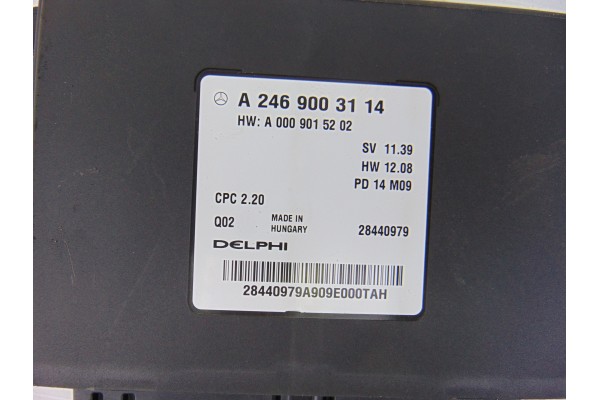 A 246 900 31 14
HW: A 000 901 52 02
SV 11.39
HW 12.08
PD 14 M09
CPC 2.20
Q02 MADE IN HUNGARY 28440979
DELPHI
28440979A909E000TAH